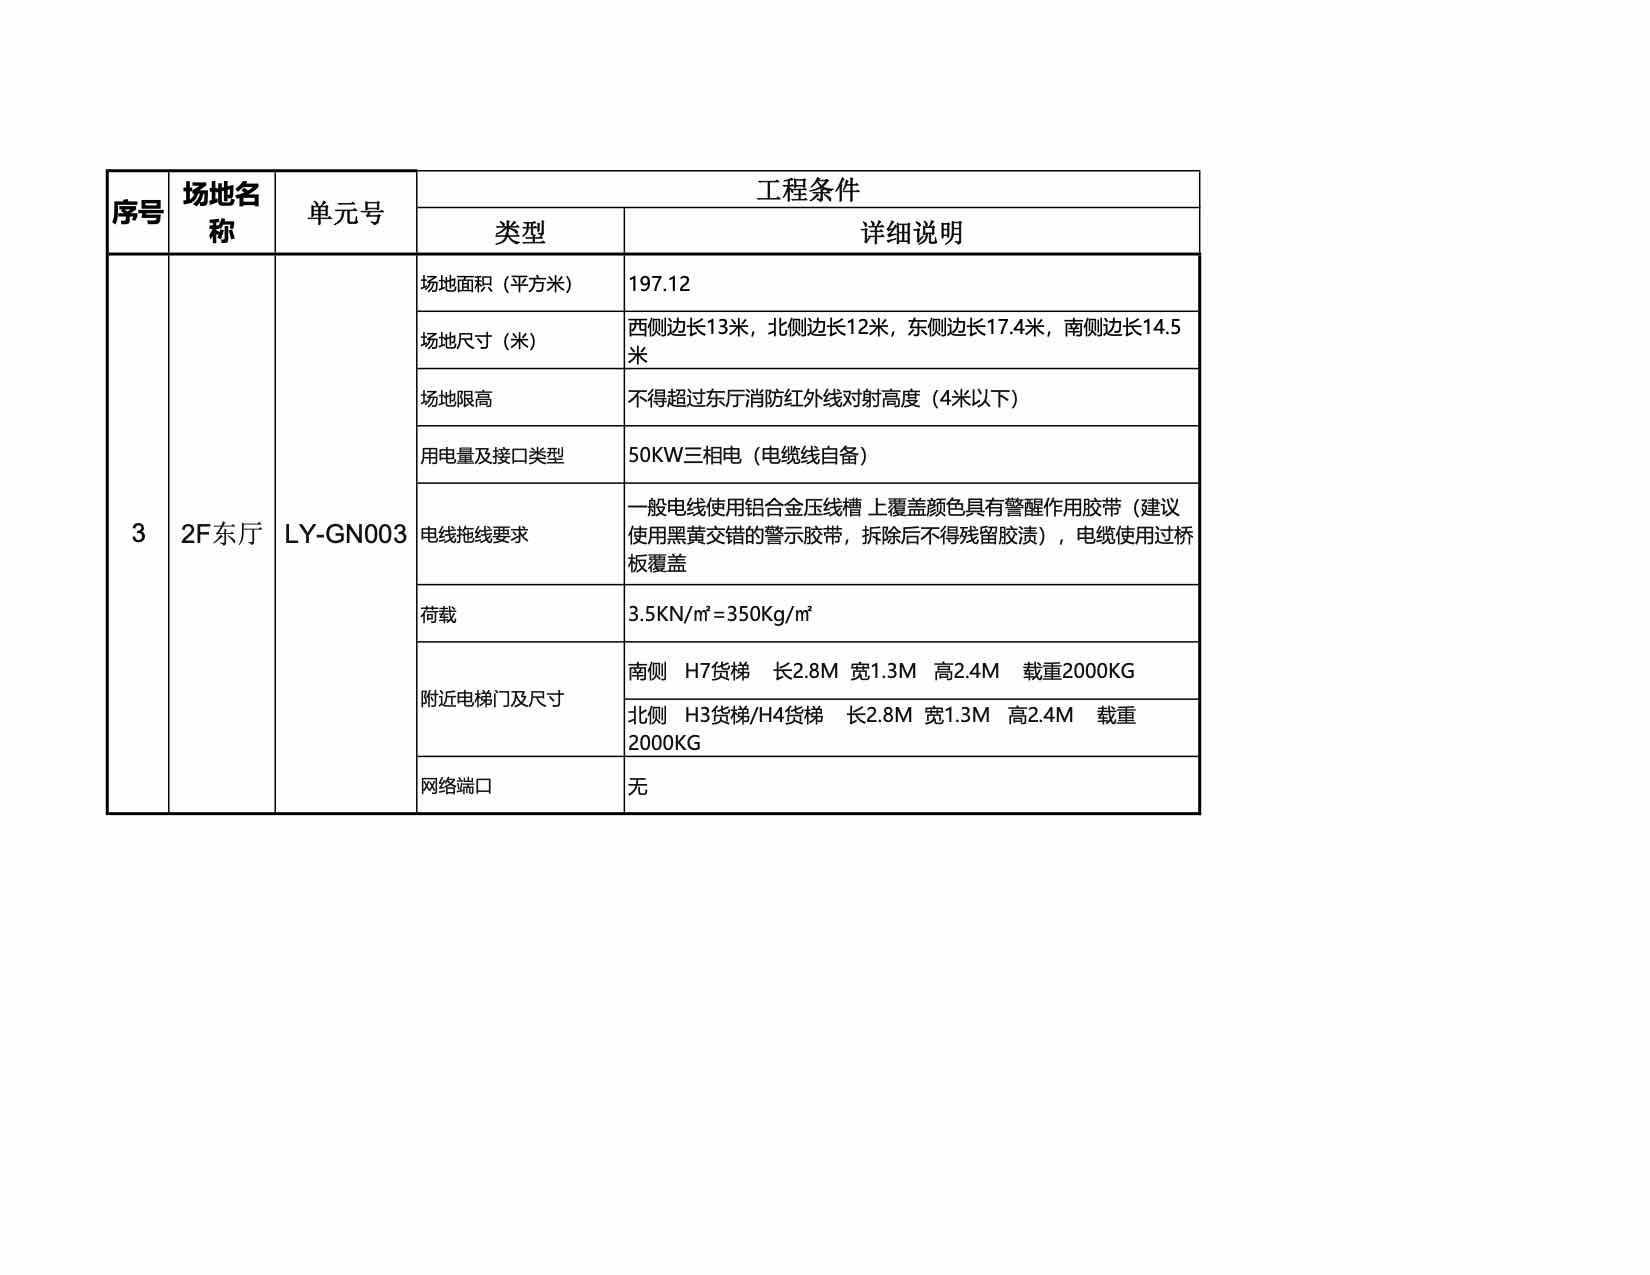 序号
场地名
称
单元号
工程条件
类型
详细说明
3
2F东厅
LY-GN003
场地面积（平方米）
197.12
场地尺寸（米）
西侧边长13米，北侧边长12米，东侧边长17.4米，南侧边长14.5
米
场地限高
不得超过东厅消防红外线对射高度（4米以下）
用电量及接口类型
50KW三相电（电缆线自备）
电线拖线要求
一般电线使用铝合金压线槽 上覆盖颜色具有警醒作用胶带（建议
使用黑黄交错的警示胶带，拆除后不得残留胶渍），电缆使用过桥
板覆盖
荷载
3.5KN/㎡=350Kg/㎡
附近电梯门及尺寸
南侧 H7货梯 长2.8M 宽1.3M 高2.4M 载重2000KG
北侧 H3货梯/H4货梯 长2.8M 宽1.3M 高2.4M 载重
2000KG
网络端口
无